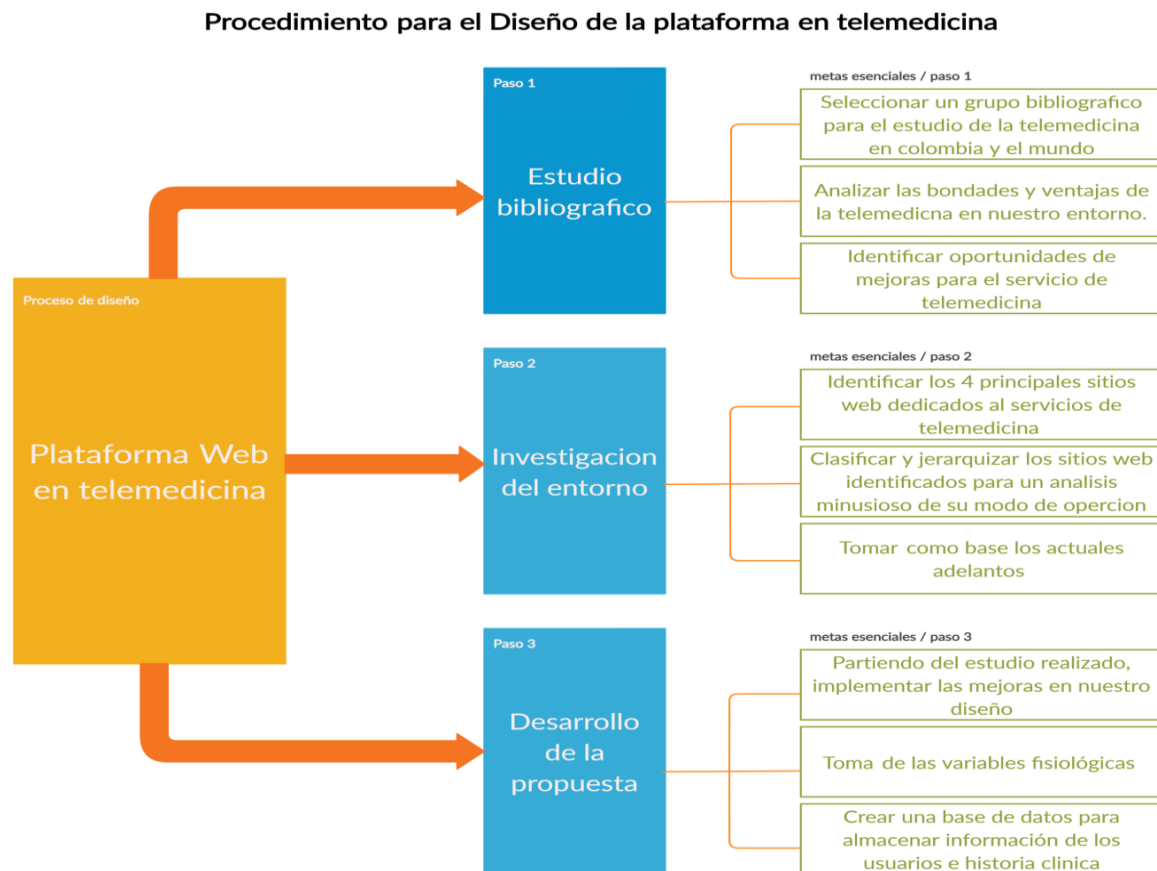 Procedimiento para el Diseño de la plataforma en telemedicina
Proceso de diseño
Plataforma Web
en telemedicina
Paso 1
Estudio
bibliografico
metas esenciales / paso 1
Seleccionar un grupo bibliografico
para el estudio de la telemedicina
en colombia y el mundo
Analizar las bondades y ventajas de
la telemedicna en nuestro entorno.
Identificar oportunidades de
mejoras para el servicio de
telemedicina
Paso 2
Investigacion
del entorno
metas esenciales / paso 2
Identificar los 4 principales sitios
web dedicados al servicios de
telemedicina
Clasificar y jerarquizar los sitios web
identificados para un analisis
minusioso de su modo de opercion
Tomar como base los actuales
adelantos
Paso 3
Desarrollo
de la
propuesta
metas esenciales / paso 3
Partiendo del estudio realizado,
implementar las mejoras en nuestro
diseño
Toma de las variables fisiológicas
Crear una base de datos para
almacenar información de los
usuarios e historia clinica